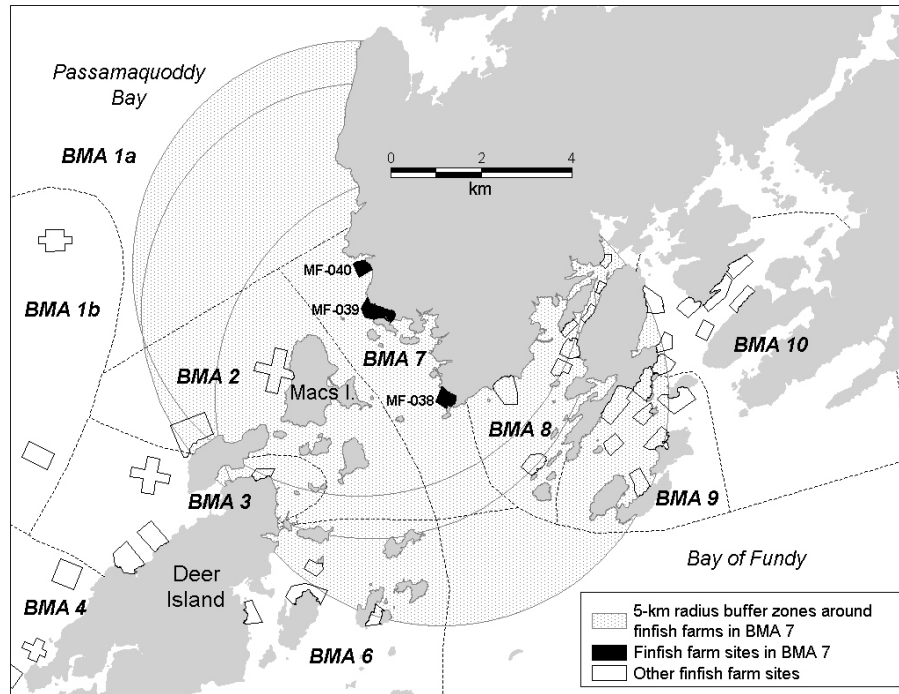 Passamaquoddy
Bay
BMA 1a
0 2 4
km
MF-040
BMA 1b
MF-039
BMA 7
BMA 10
BMA 2
Macs I.
MF-038
BMA 8
BMA 3
BMA 9
Bay of Fundy
Deer
Island
BMA 4
BMA 6
5-km radius buffer zones around
finfish farms in BMA 7
Finfish farm sites in BMA 7
Other finfish farm sites